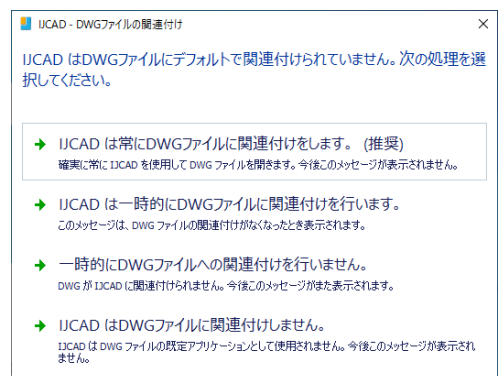 IJCAD - DWGファイルの関連付け
IJCAD はDWGファイルにデフォルトで関連付けられていません。次の処理を選
択してください。
IJCAD は常にDWGファイルに関連付けをします。 (推奨)
確実に常に IJCAD を使用して DWG ファイルを開きます。今後このメッセージが表示されません。
IJCAD は一時的にDWGファイルに関連付けを行います。
このメッセージは、DWG ファイルの関連付けがなくなったとき表示されます。
一時的にDWGファイルへの関連付けを行いません。
DWG が IJCAD に関連付けられません。今後このメッセージがまた表示されます。
IJCAD はDWGファイルに関連付けしません。
IJCAD は DWG ファイルの既定アプリケーションとして使用されません。今後このメッセージが表示され
ません。